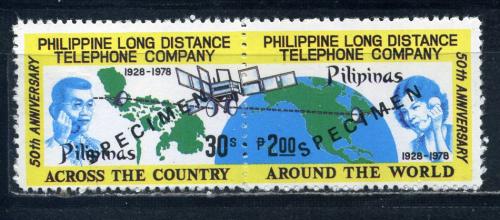 PHILIPPINE LONG DISTANCE
TELEPHONE COMPANY
1928-1978
50th ANNIVERSARY
SPECIMEN
Pilipinas
30s
ACROSS THE COUNTRY
PHILIPPINE LONG DISTANCE
TELEPHONE COMPANY
Pilipinas
50th ANNIVERSARY
SPECIMEN
₱2.00
1928-1978
AROUND THE WORLD